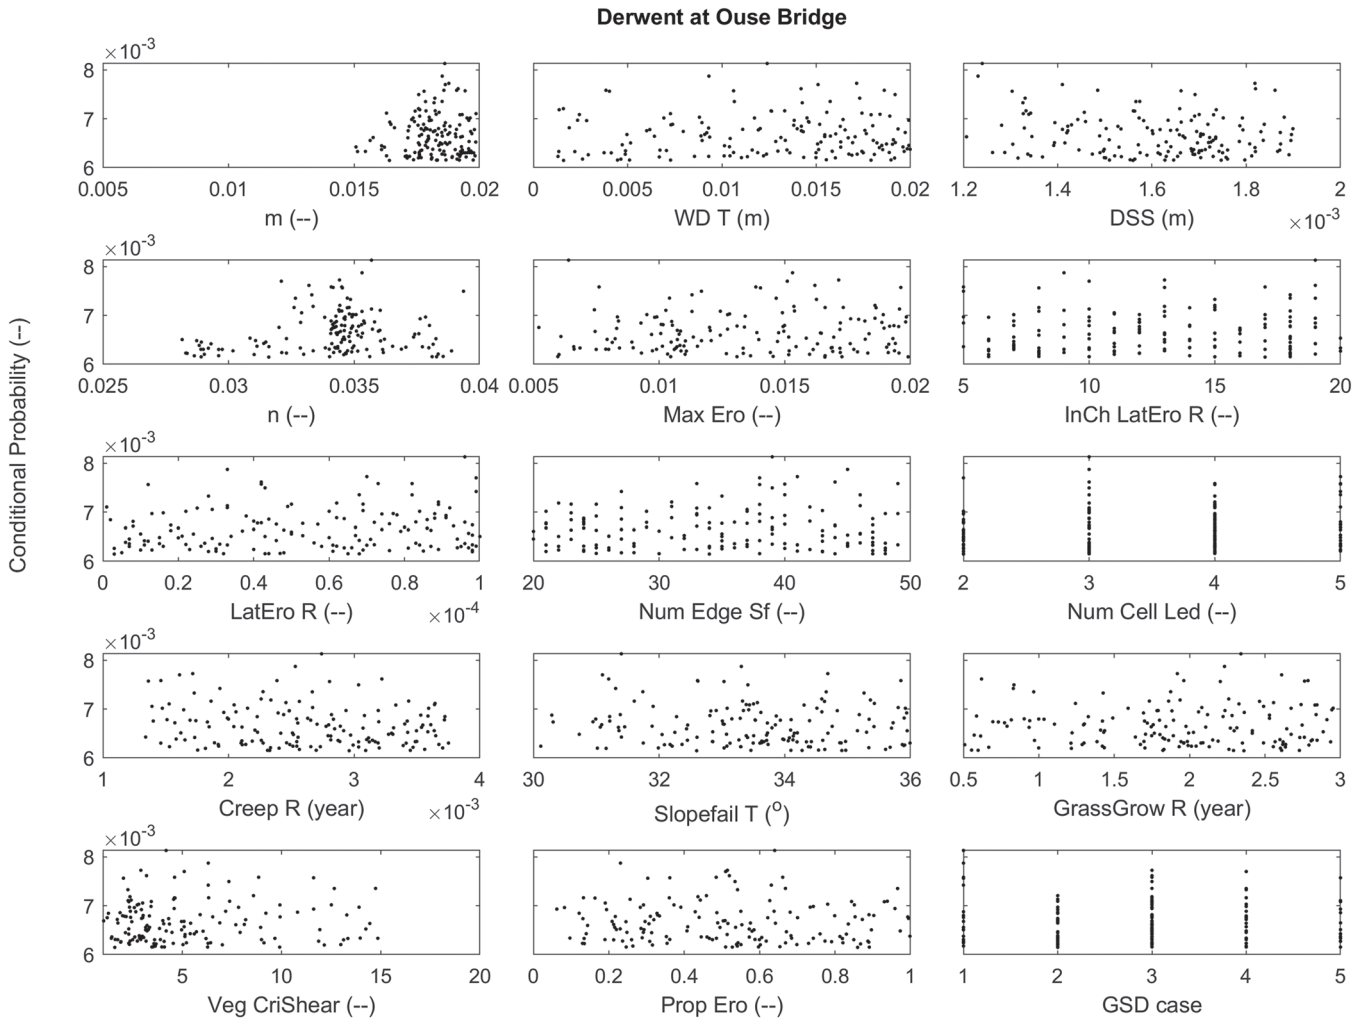 Derwent at Ouse Bridge
Conditional Probability (--)
×10-3
8
7
6
0.005 0.01 0.015 0.02
m (--)
0 0.005 0.01 0.015 0.02
WD T (m)
1.2 1.4 1.6 1.8 2
DSS (m)
×10-3
×10-3
8
7
6
0.025 0.03 0.035 0.04
n (--)
0.005 0.01 0.015 0.02
Max Ero (--)
5 10 15 20
InCh LatEro R (--)
×10-3
8
7
6
0 0.2 0.4 0.6 0.8 1
LatEro R (--)
×10-4
20 30 40 50
Num Edge Sf (--)
2 3 4 5
Num Cell Led (--)
×10-3
8
7
6
1 2 3 4
Creep R (year)
×10-3
30 32 34 36
Slopefail T (o)
0.5 1 1.5 2 2.5 3
GrassGrow R (year)
×10-3
8
7
6
5 10 15 20
Veg CriShear (--)
0 0.2 0.4 0.6 0.8 1
Prop Ero (--)
1 2 3 4 5
GSD case